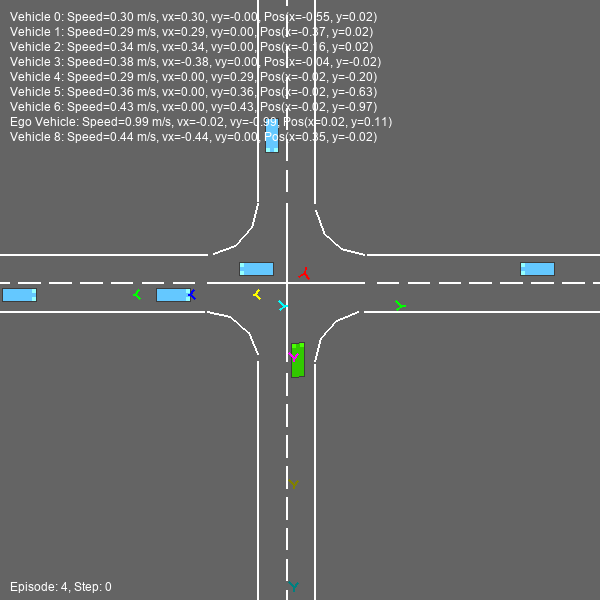 Vehicle 0: Speed=0.30 m/s, vx=0.30, vy=-0.00, Pos(x=-0.55, y=0.02)
Vehicle 1: Speed=0.29 m/s, vx=0.29, vy=0.00, Pos(x=-0.37, y=0.02)
Vehicle 2: Speed=0.34 m/s, vx=0.34, vy=0.00, Pos(x=-0.16, y=0.02)
Vehicle 3: Speed=0.38 m/s, vx=-0.38, vy=0.00, Pos(x=-0.04, y=-0.02)
Vehicle 4: Speed=0.29 m/s, vx=0.00, vy=0.29, Pos(x=-0.02, y=-0.20)
Vehicle 5: Speed=0.36 m/s, vx=0.00, vy=0.36, Pos(x=-0.02, y=-0.63)
Vehicle 6: Speed=0.43 m/s, vx=0.00, vy=0.43, Pos(x=-0.02, y=-0.97)
Ego Vehicle: Speed=0.99 m/s, vx=-0.02, vy=-0.99, Pos(x=0.02, y=0.11)
Vehicle 8: Speed=0.44 m/s, vx=-0.44, vy=0.00, Pos(x=0.35, y=-0.02)
Episode: 4, Step: 0